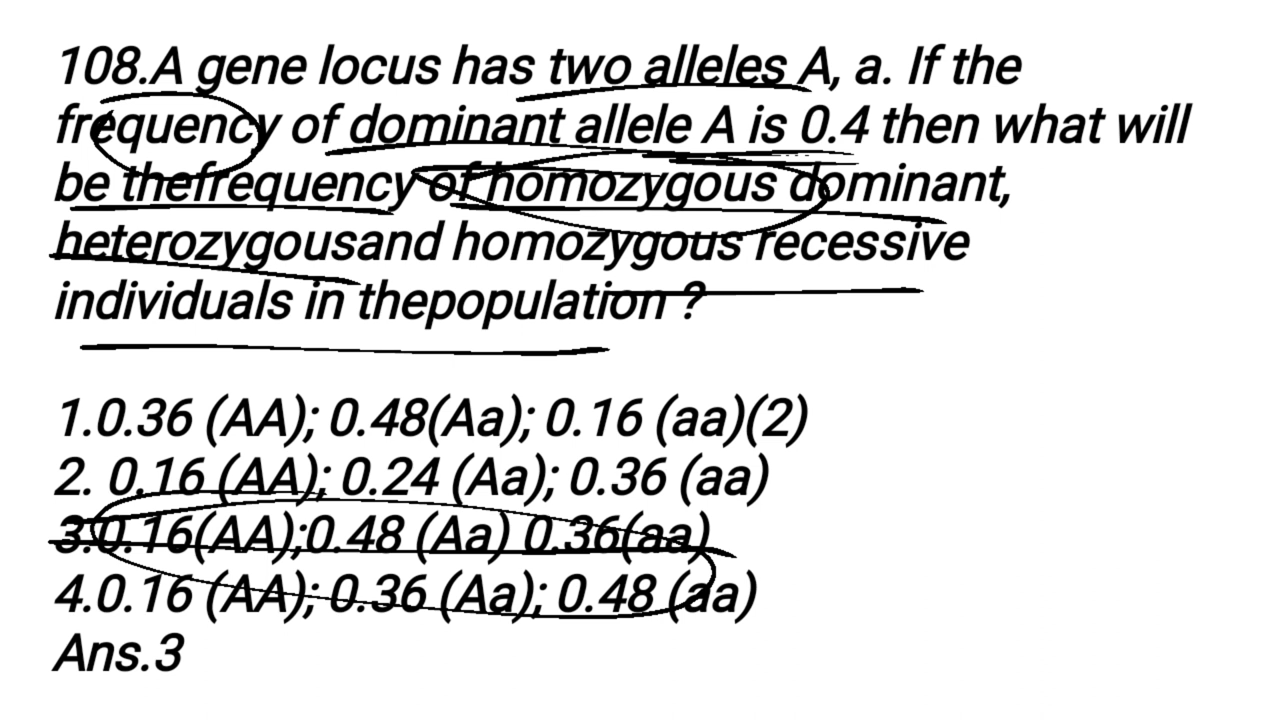 108.A gene locus has two alleles A, a. If the
frequency of dominant allele A is 0.4 then what will
be thefrequency of homozygous dominant,
heterozygousand homozygous recessive
individuals in thepopulation ?
1.0.36 (AA); 0.48(Aa); 0.16 (aa)(2)
2. 0.16 (AA); 0.24 (Aa); 0.36 (aa)
3.0.16(AA);0.48 (Aa) 0.36(aa)
4.0.16 (AA); 0.36 (Aa); 0.48 (aa)
Ans.3